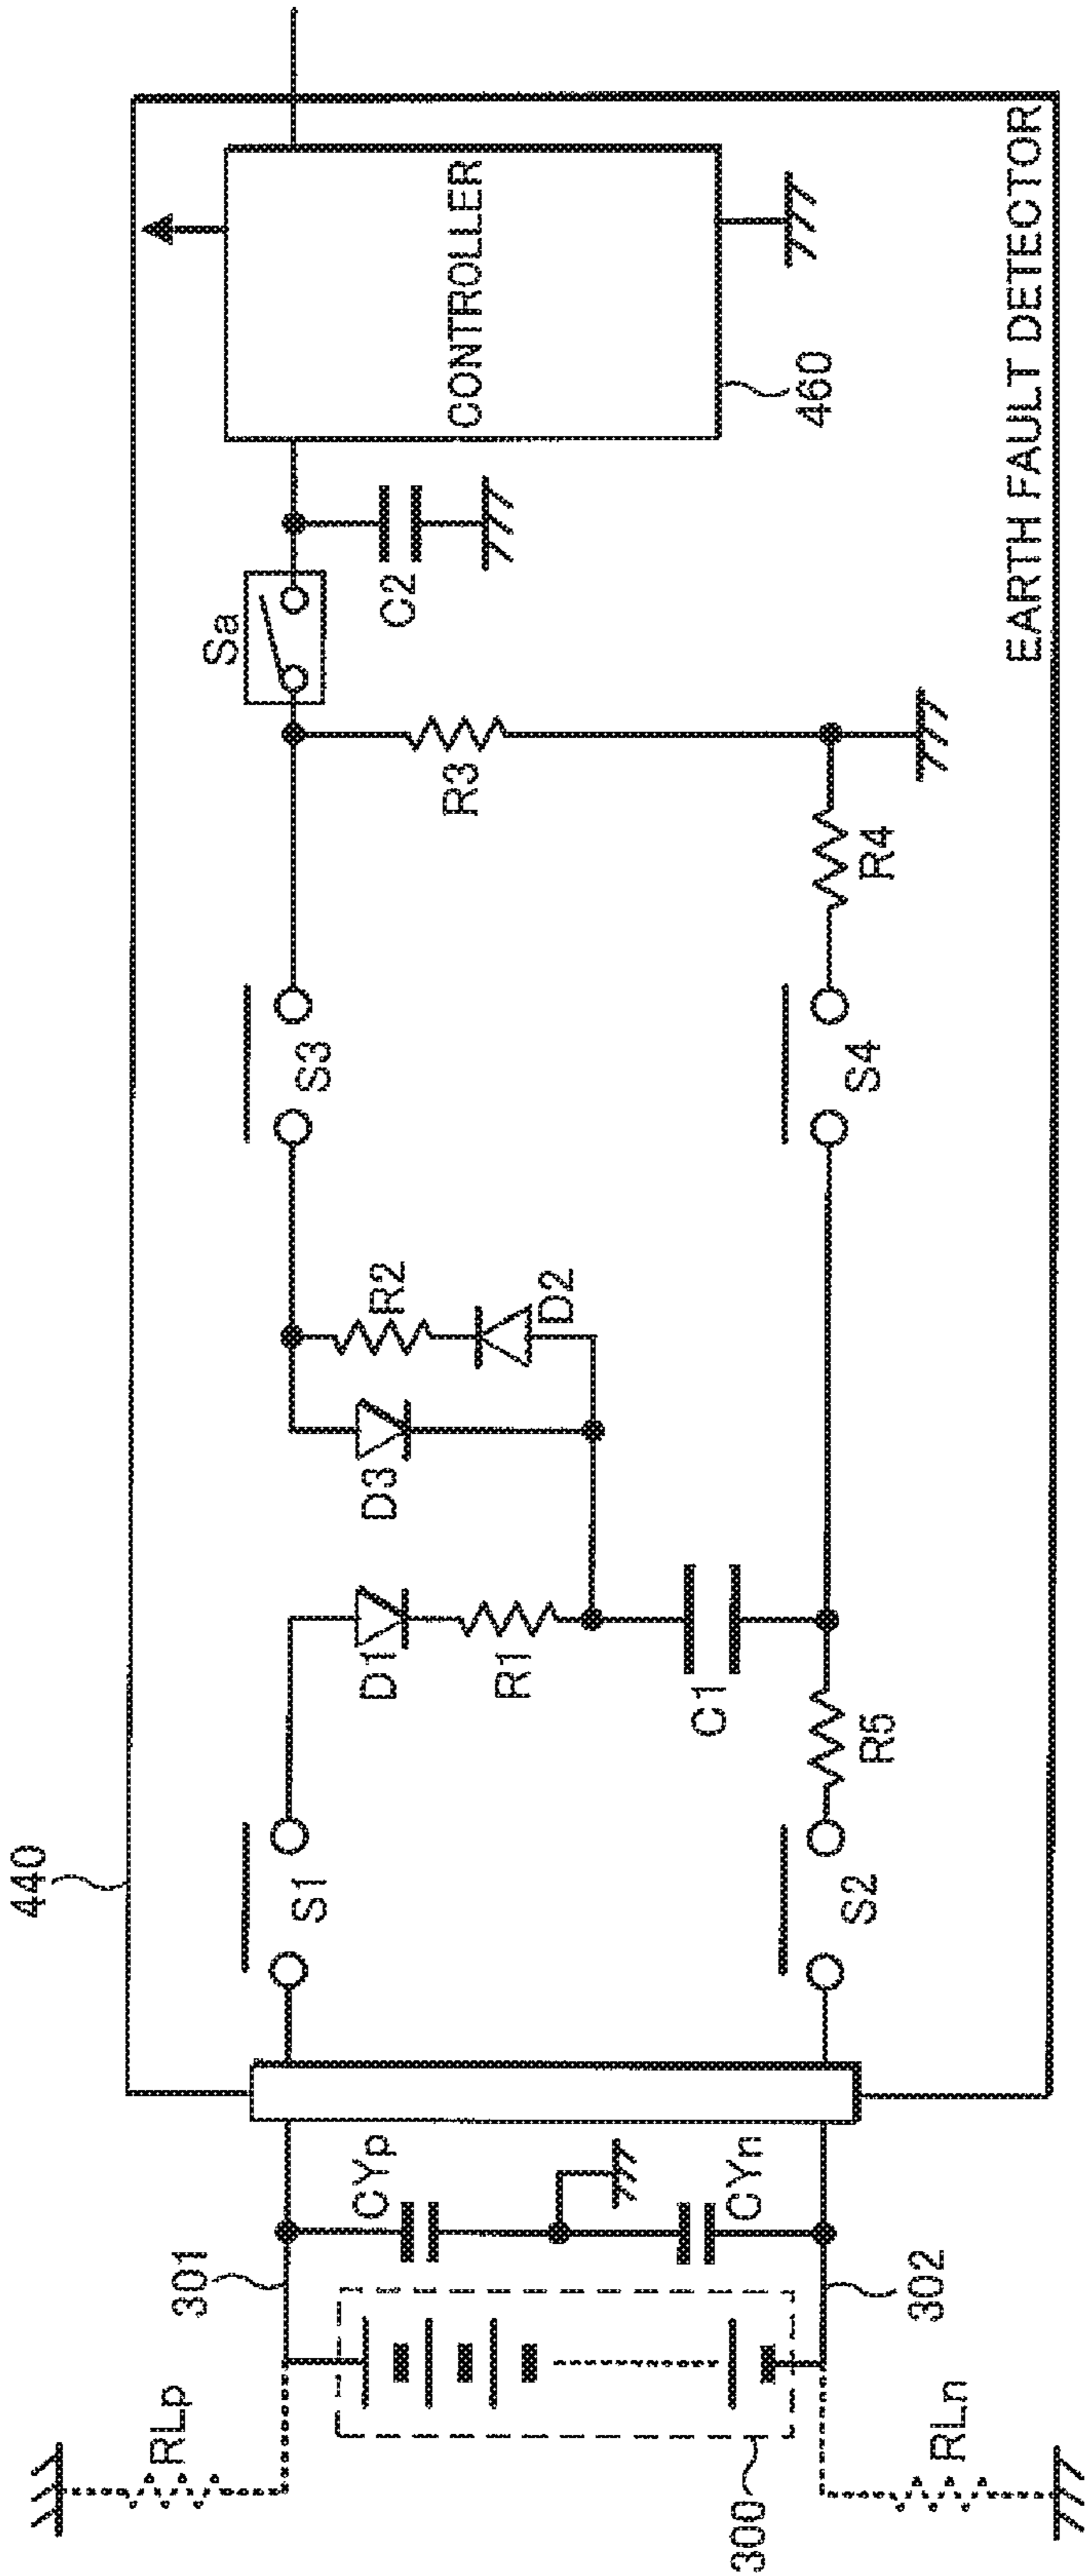 440
S1
D1
R1
D3
R2
D2
S3
Sa
R3
C2
CONTROLLER
460
C1
R5
S2
S4
R4
EARTH FAULT DETECTOR
RLp
301
CYp
CYn
302
RLn
300